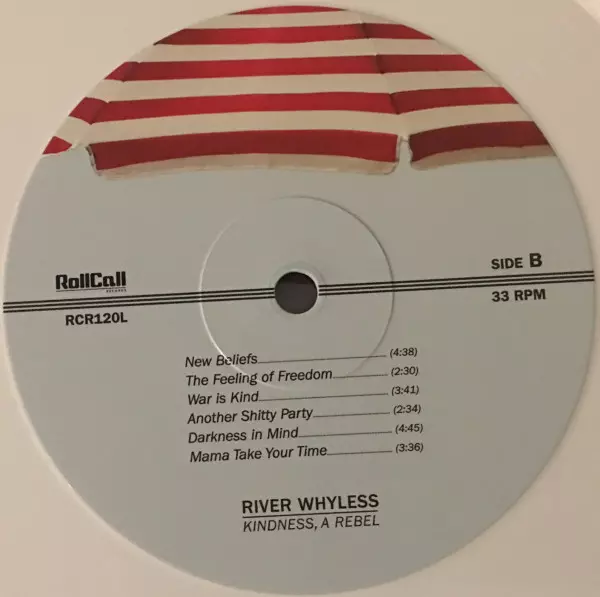 RollCall
RECORDS
RCR120L
SIDE B
33 RPM
New Beliefs (4:38)
The Feeling of Freedom (2:30)
War is Kind (3:41)
Another Shitty Party (2:34)
Darkness in Mind (4:45)
Mama Take Your Time (3:36)
RIVER WHYLESS
KINDNESS, A REBEL